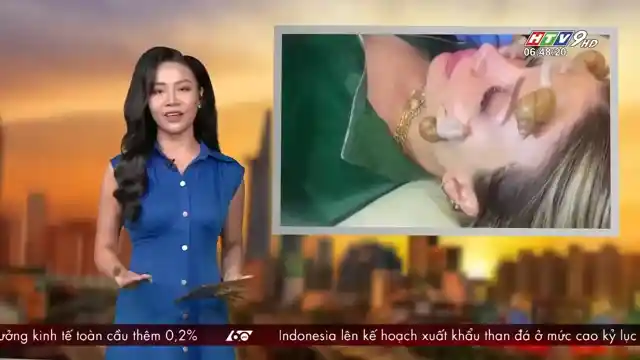 HTV9HD
06:48:20
ưởng kinh tế toàn cầu thêm 0,2% 60 Indonesia lên kế hoạch xuất khẩu than đá ở mức cao kỷ lục